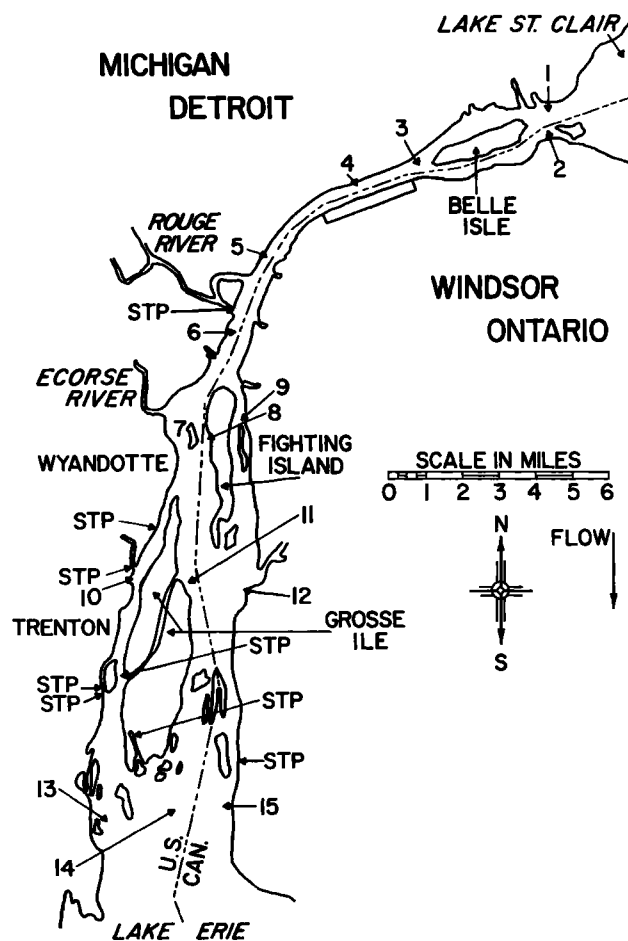 LAKE ST. CLAIR
MICHIGAN
DETROIT
1
2
3
4
BELLE
ISLE
ROUGE
RIVER
5
STP
6
WINDSOR
ONTARIO
ECORSE
RIVER
9
8
7
WYANDOTTE
FIGHTING
ISLAND
SCALE IN MILES
0 1 2 3 4 5 6
N
S
FLOW
STP
11
STP
10
12
TRENTON
GROSSE
ILE
STP
STP
STP
STP
STP
13
15
14
U.S.
CAN.
LAKE ERIE